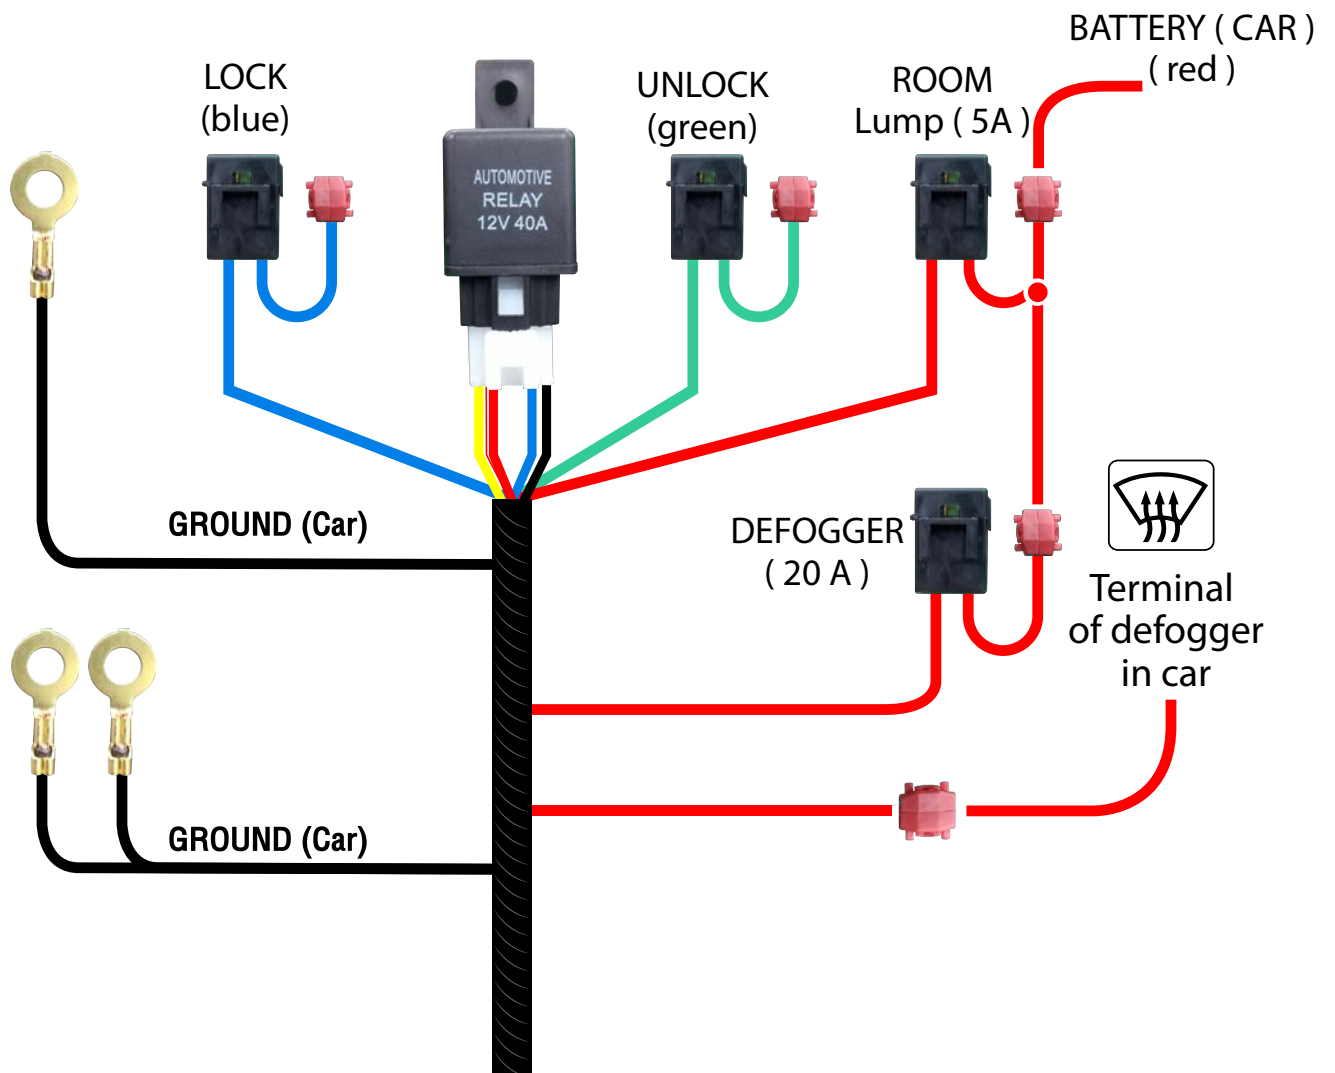 BATTERY ( CAR )
( red )
LOCK
(blue)
UNLOCK
(green)
ROOM
Lump ( 5A )
AUTOMOTIVE
RELAY
12V 40A
GROUND (Car)
DEFOGGER
( 20 A )
Terminal
of defogger
in car
GROUND (Car)